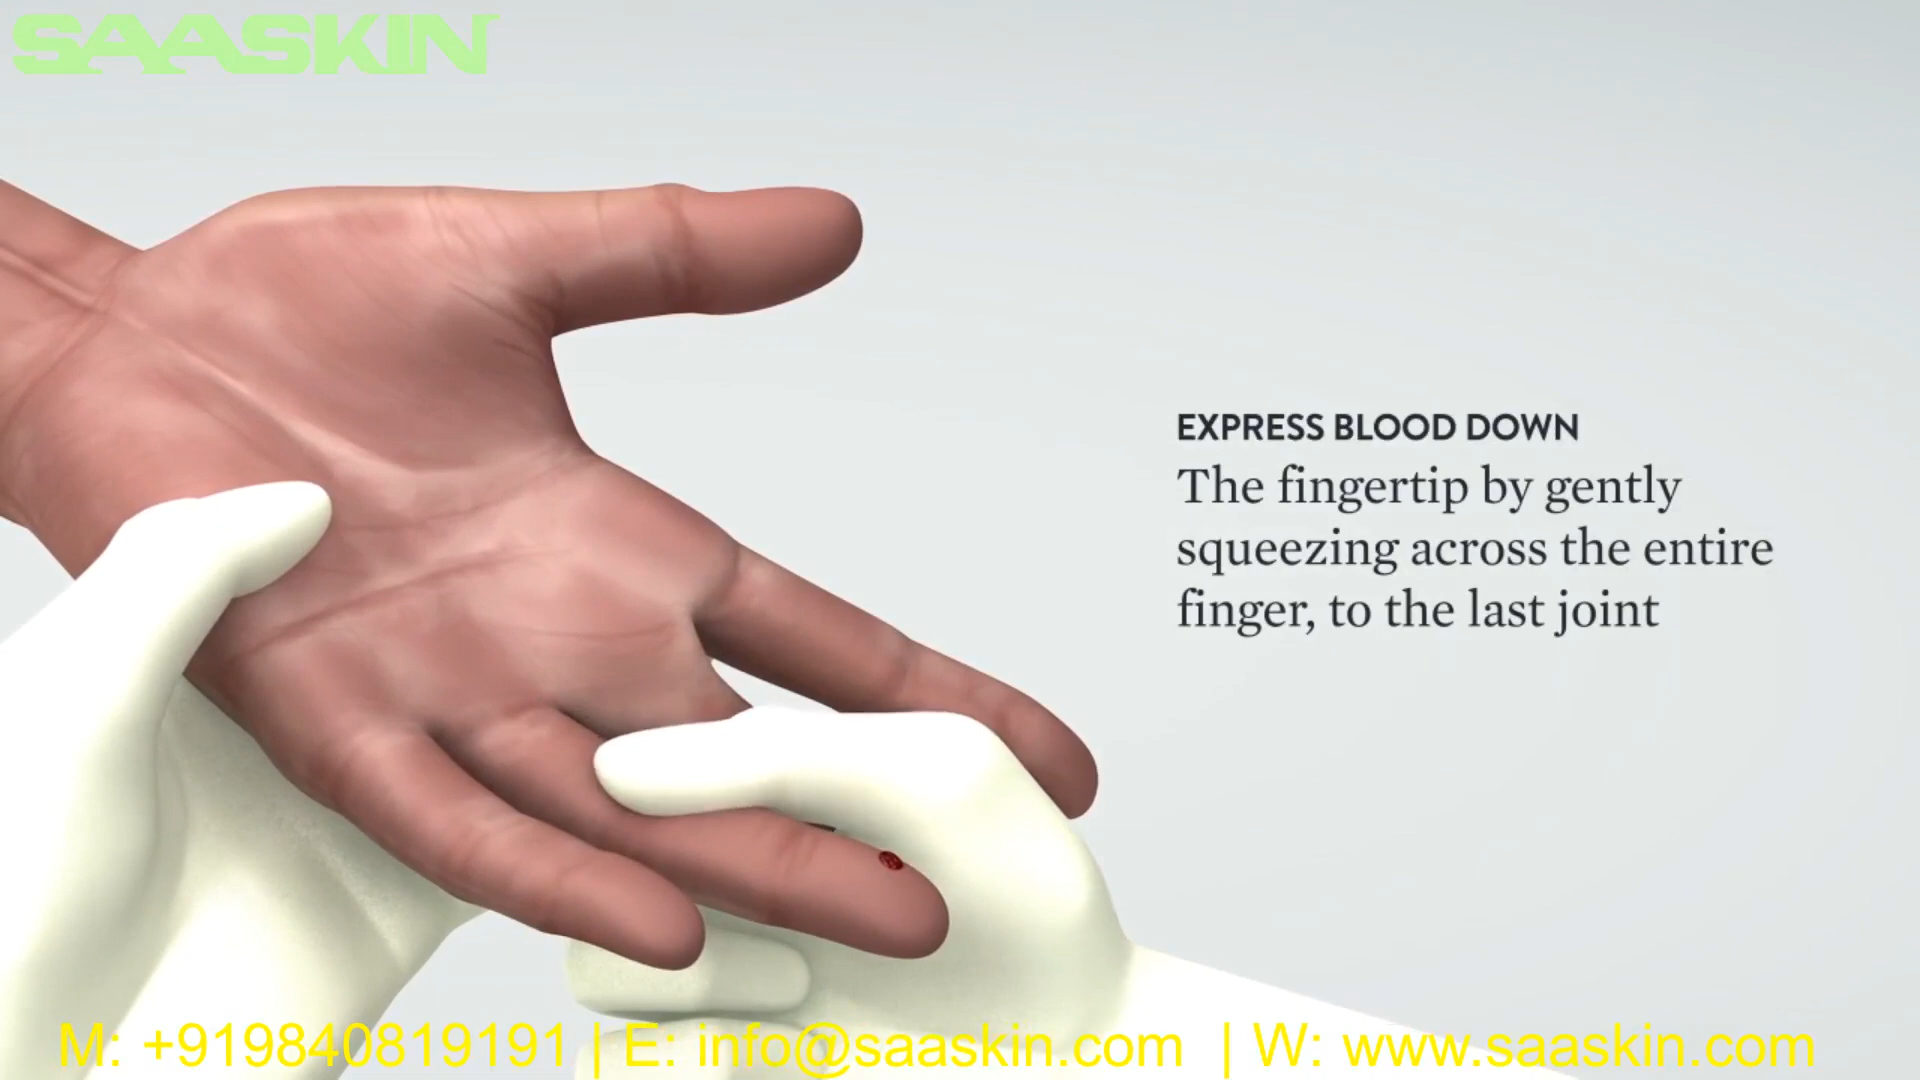 SAASKIN
EXPRESS BLOOD DOWN
The fingertip by gently
squeezing across the entire
finger, to the last joint
M: +919840819191 | E: info@saaskin.com | W: www.saaskin.com